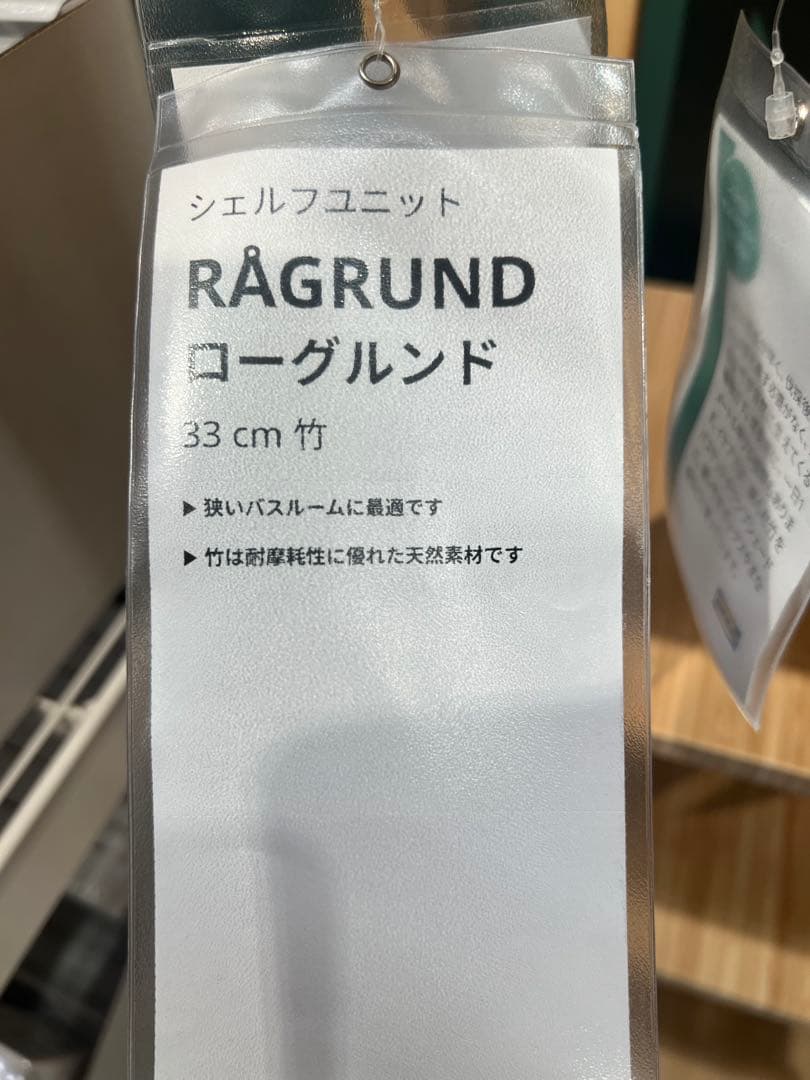 シェルフユニット
RÅGRUND
ローグルンド
33 cm 竹
▶ 狭いバスルームに最適です
▶ 竹は耐摩耗性に優れた天然素材です